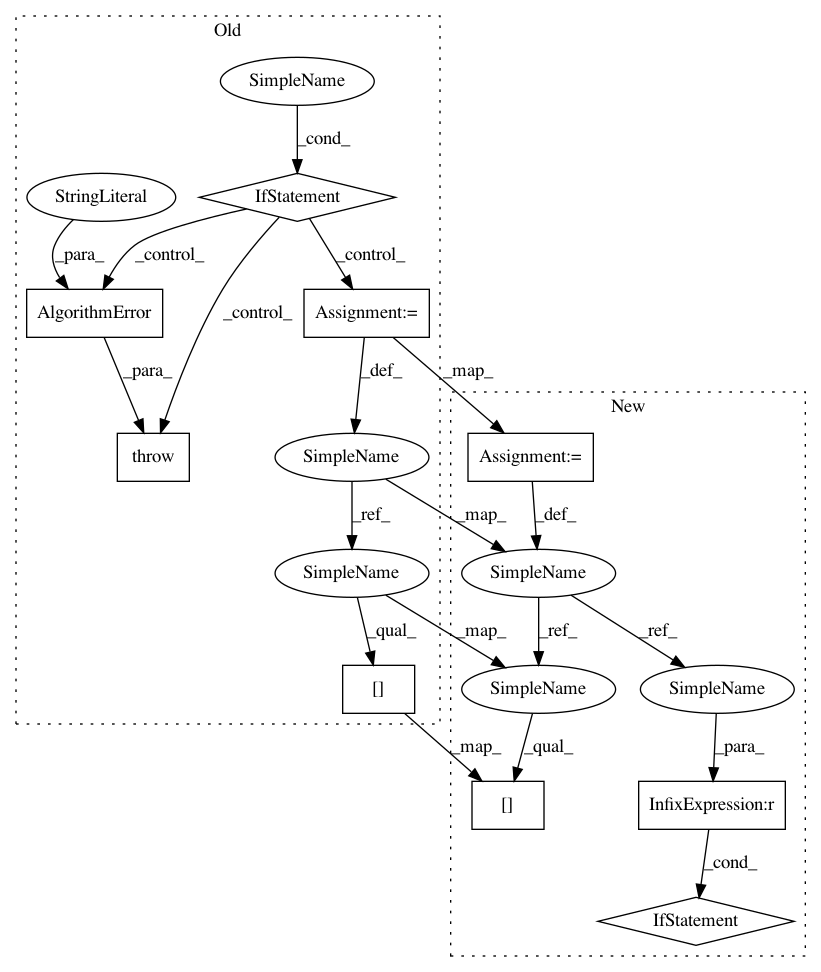 Old
SimpleName
_cond_
StringLiteral
IfStatement
_para_
_control_
_control_
_control_
AlgorithmError
Assignment:=
_para_
_def_
_map_
New
throw
SimpleName
Assignment:=
_ref_
_map_
_def_
SimpleName
SimpleName
_qual_
_map_
_ref_
_ref_
[]
SimpleName
SimpleName
_map_
_qual_
_para_
[]
InfixExpression:r
_cond_
IfStatement